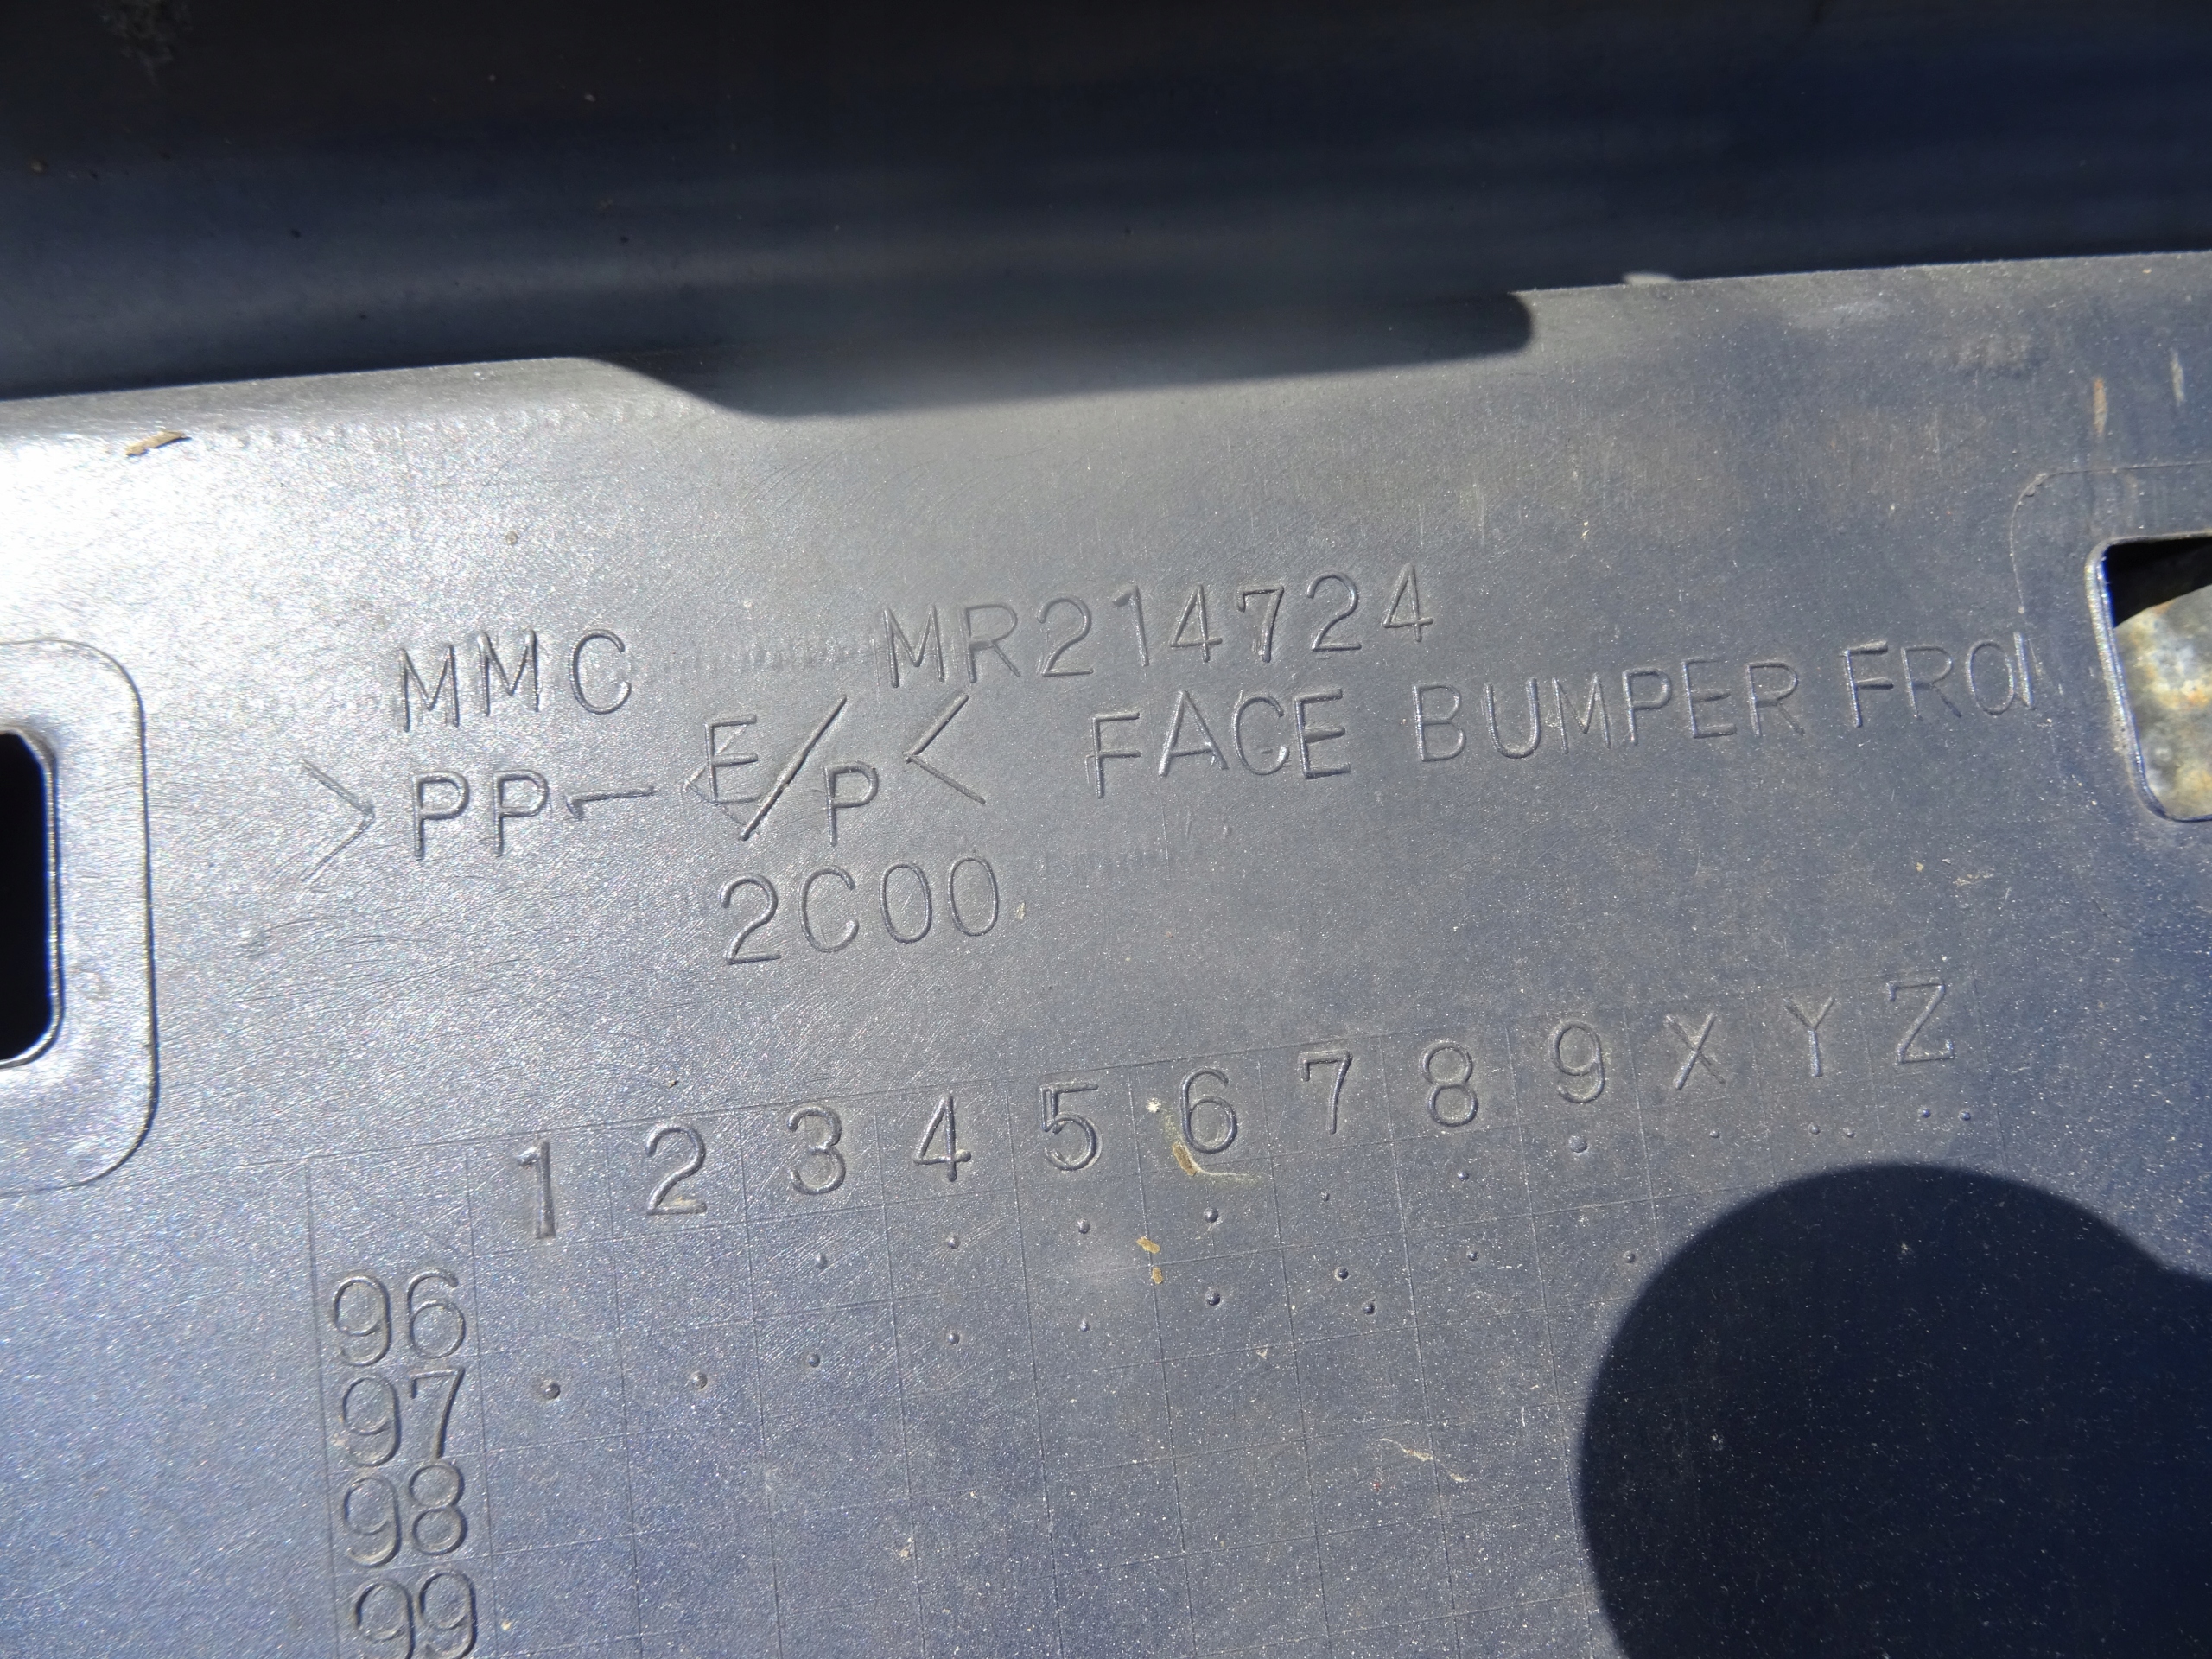 MMC MR214724
>PP-E/P< FACE BUMPER FRO
2C00
1 2 3 4 5 6 7 8 9 X Y Z
96
97
98
99